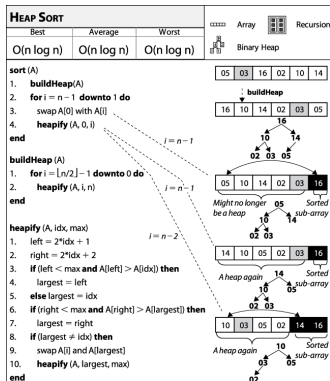 HEAP SORT
Best Average Worst
O(n log n) O(n log n) O(n log n)
Array Recursion
Binary Heap
sort (A)
1. buildHeap(A)
2. for i = n−1 downto 1 do
3. swap A[0] with A[i]
4. heapify (A, 0, i)
end
buildHeap (A)
1. for i = ⌊n/2⌋−1 downto 0 do
2. heapify (A, i, n)
end
heapify (A, idx, max)
1. left = 2*idx + 1
2. right = 2*idx + 2
3. if (left < max and A[left] > A[idx]) then
4. largest = left
5. else largest = idx
6. if (right < max and A[right] > A[largest]) then
7. largest = right
8. if (largest ≠ idx) then
9. swap A[i] and A[largest]
10. heapify (A, largest, max)
end
i = n−1
i = n−1
i = n−2
05 03 16 02 10 14
buildHeap
16 10 14 02 03 05
16
10 14
02 03 05
05 10 14 02 03 16
Might no longer be a heap
Sorted sub-array
05
10 14
02 03
14 10 05 02 03 16
A heap again
Sorted sub-array
14
10 05
02 03
10 03 05 02 14 16
A heap again
Sorted sub-array
10
03 05
02